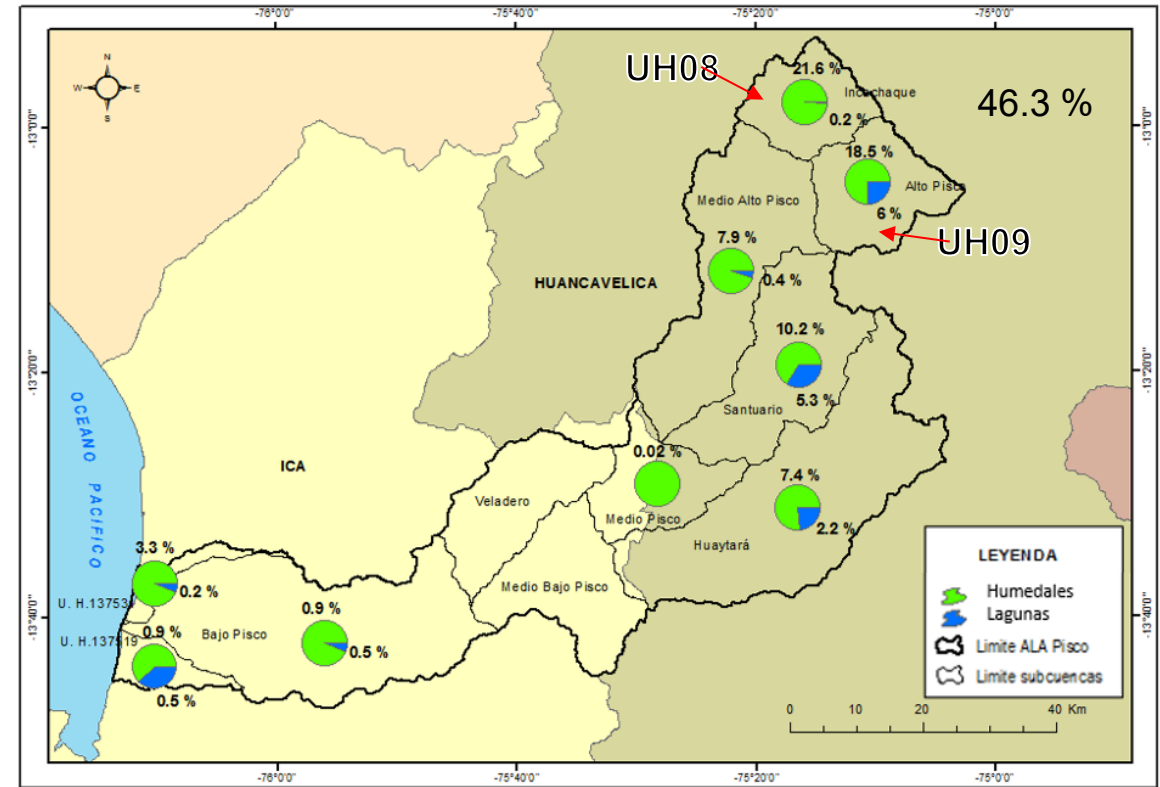 -76°0'0"
-75°40'0"
-75°20'0"
-75°0'0"
N
W
E
S
UH08
21.6 %
Incachaque
46.3 %
0.2 %
-13°0'0"
-13°0'0"
18.5 %
Alto Pisco
Medio Alto Pisco
6 %
UH09
7.9 %
0.4 %
HUANCAVELICA
10.2 %
-13°20'0"
-13°20'0"
5.3 %
Santuario
OCEANO PACIFICO
ICA
0.02 %
7.4 %
Veladero
Medio Pisco
2.2 %
Huaytará
3.3 %
0.2 %
Medio Bajo Pisco
U. H.13753
0.9 %
0.9 %
Bajo Pisco
U. H.137519
0.5 %
0.5 %
-13°40'0"
-13°40'0"
LEYENDA
Humedales
Lagunas
Limite ALA Pisco
Limite subcuencas
0 10 20 40 Km
-76°0'0"
-75°40'0"
-75°20'0"
-75°0'0"